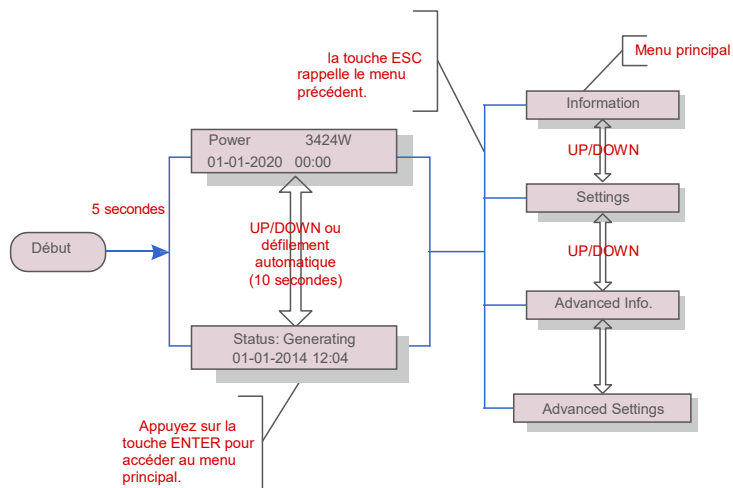 la touche ESC
rappelle le menu
précédent.
Menu principal
Information
UP/DOWN
Settings
UP/DOWN
Advanced Info.
Advanced Settings
Power 3424W
01-01-2020 00:00
5 secondes
Début
UP/DOWN ou
défilement
automatique
(10 secondes)
Status: Generating
01-01-2014 12:04
Appuyez sur la
touche ENTER pour
accéder au menu
principal.